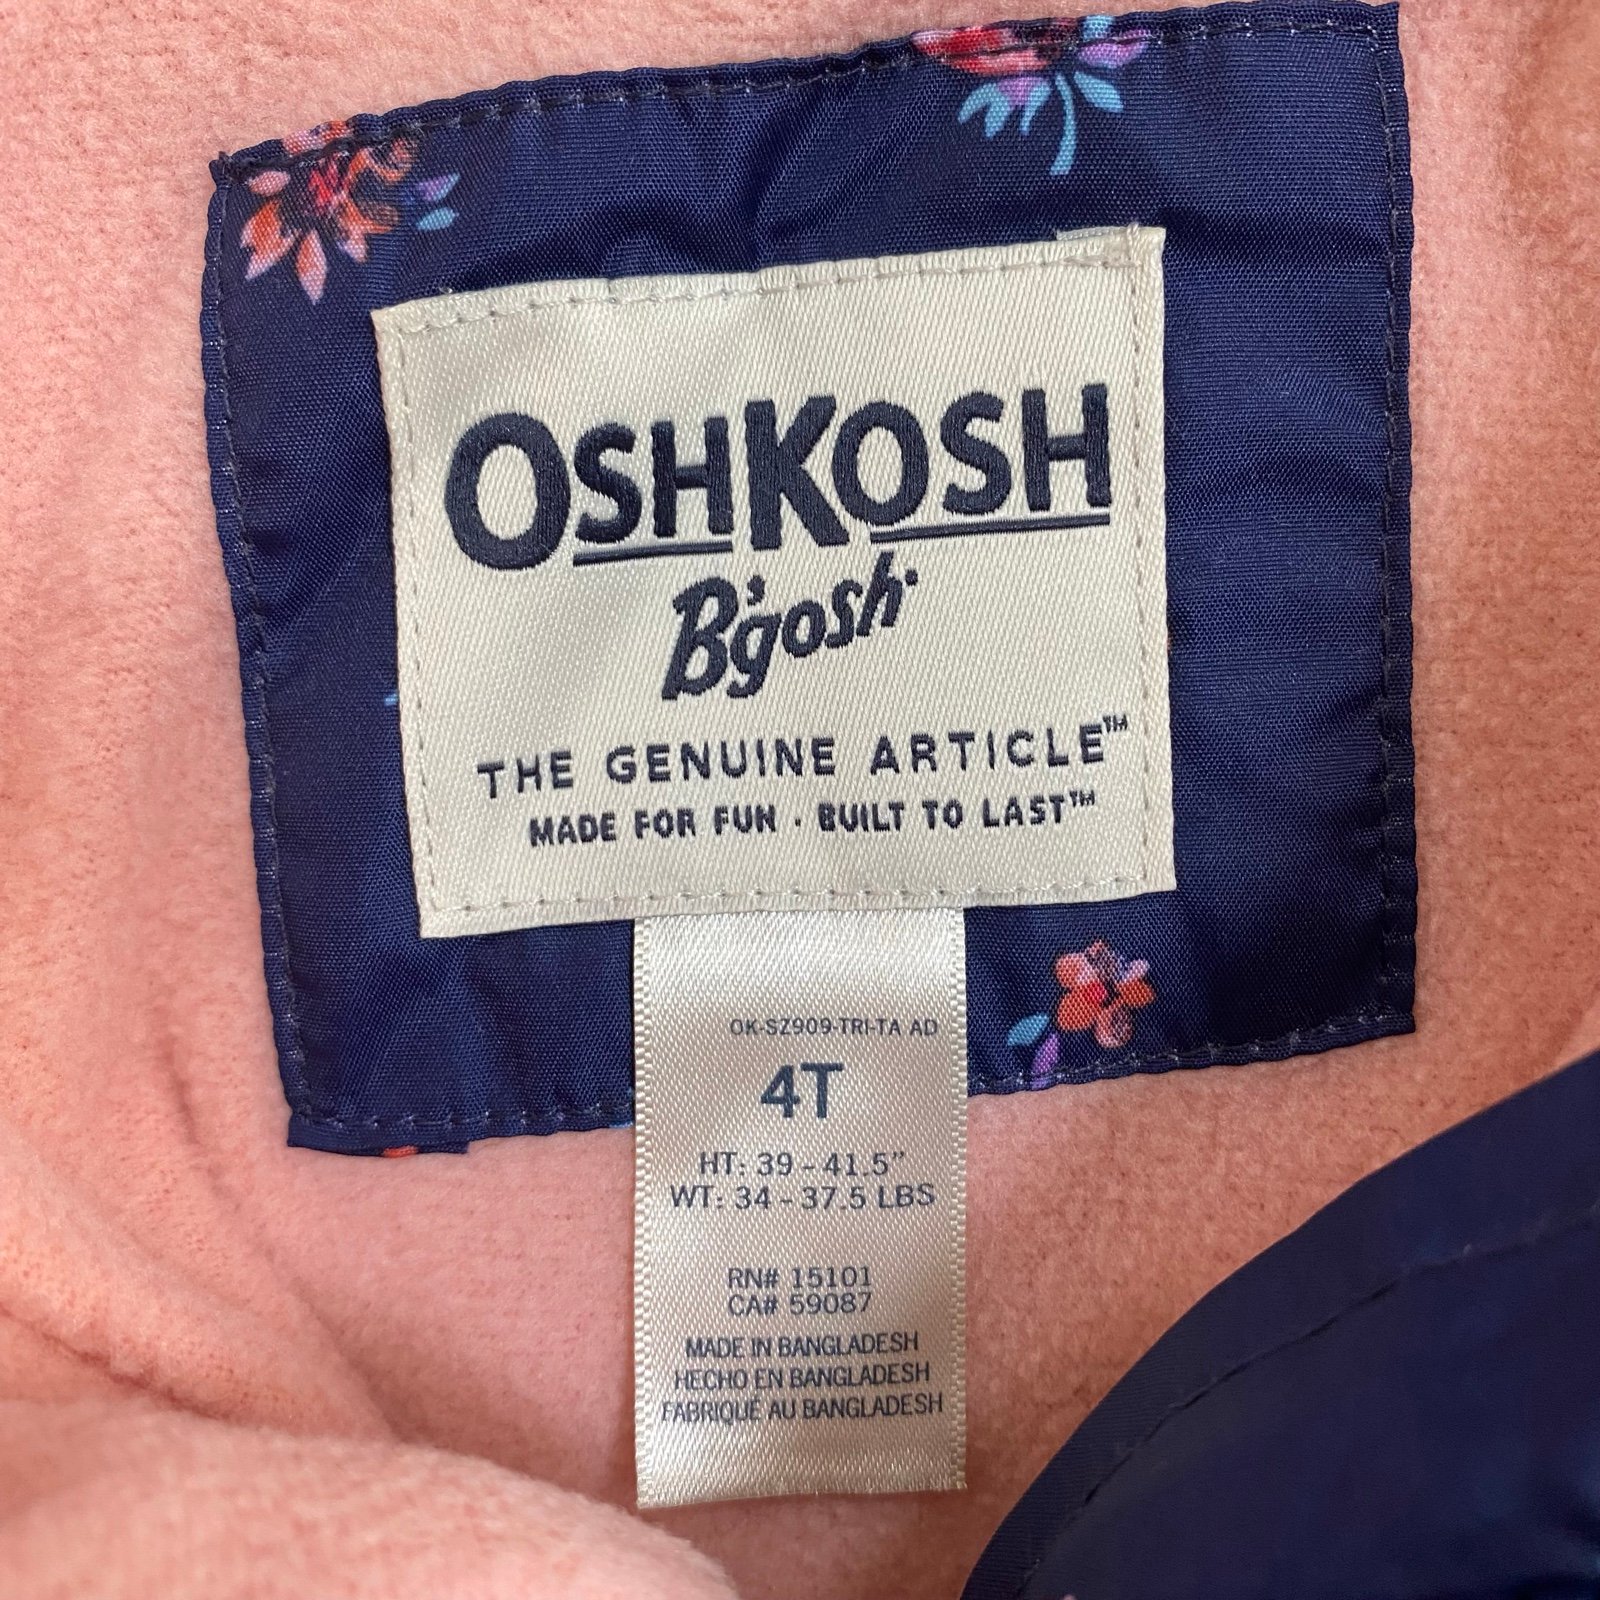 OSHKOSH
B'gosh
THE GENUINE ARTICLE™
MADE FOR FUN · BUILT TO LAST™
OK-SZ909-TRI-TA AD
4T
HT: 39 - 41.5"
WT: 34 - 37.5 LBS
RN# 15101
CA# 59087
MADE IN BANGLADESH
HECHO EN BANGLADESH
FABRIQUÉ AU BANGLADESH